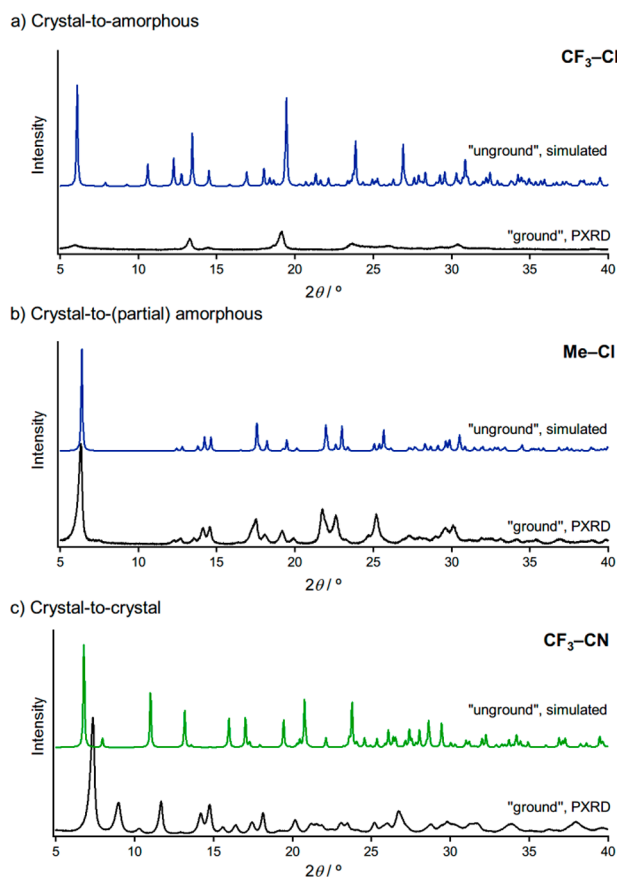 a) Crystal-to-amorphous
CF₃–Cl
Intensity
"unground", simulated
"ground", PXRD
5 10 15 20 25 30 35 40
2θ / º
b) Crystal-to-(partial) amorphous
Me–Cl
Intensity
"unground", simulated
"ground", PXRD
5 10 15 20 25 30 35 40
2θ / º
c) Crystal-to-crystal
CF₃–CN
Intensity
"unground", simulated
"ground", PXRD
5 10 15 20 25 30 35 40
2θ / º